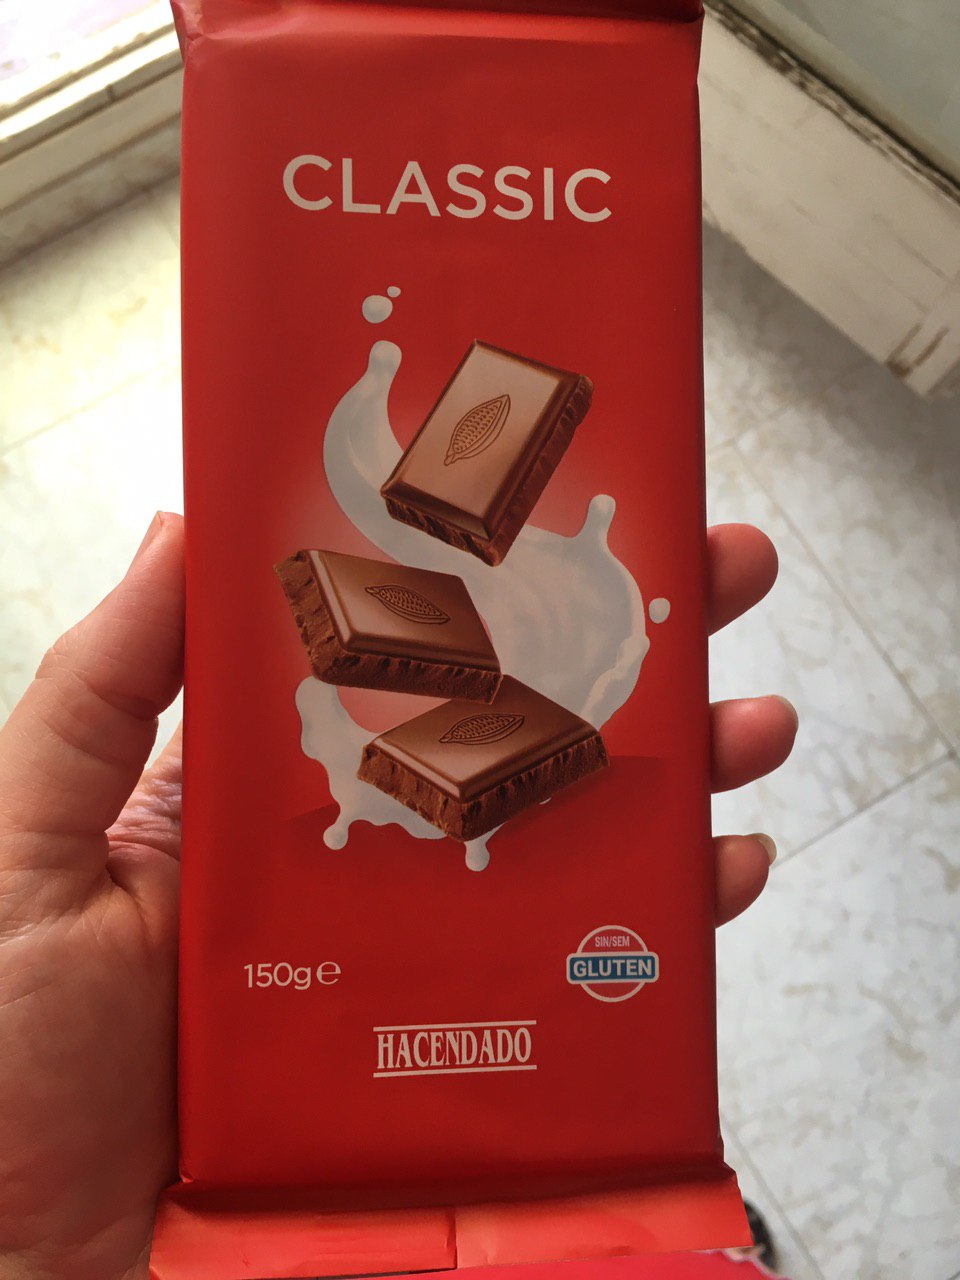 CLASSIC
SIN/SEM
GLUTEN
150g e
HACENDADO